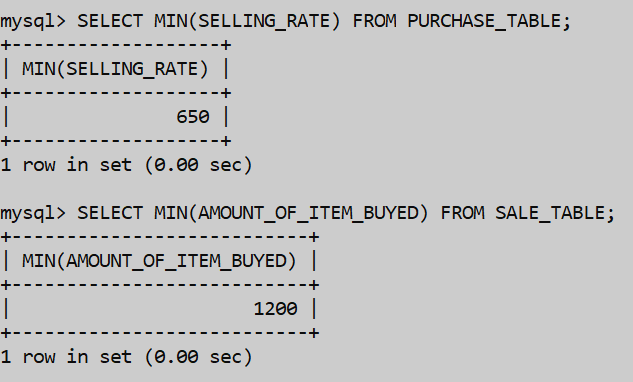 mysql> SELECT MIN(SELLING_RATE) FROM PURCHASE_TABLE;
+-------------------+
| MIN(SELLING_RATE) |
+-------------------+
|               650 |
+-------------------+
1 row in set (0.00 sec)

mysql> SELECT MIN(AMOUNT_OF_ITEM_BUYED) FROM SALE_TABLE;
+---------------------------+
| MIN(AMOUNT_OF_ITEM_BUYED) |
+---------------------------+
|                      1200 |
+---------------------------+
1 row in set (0.00 sec)